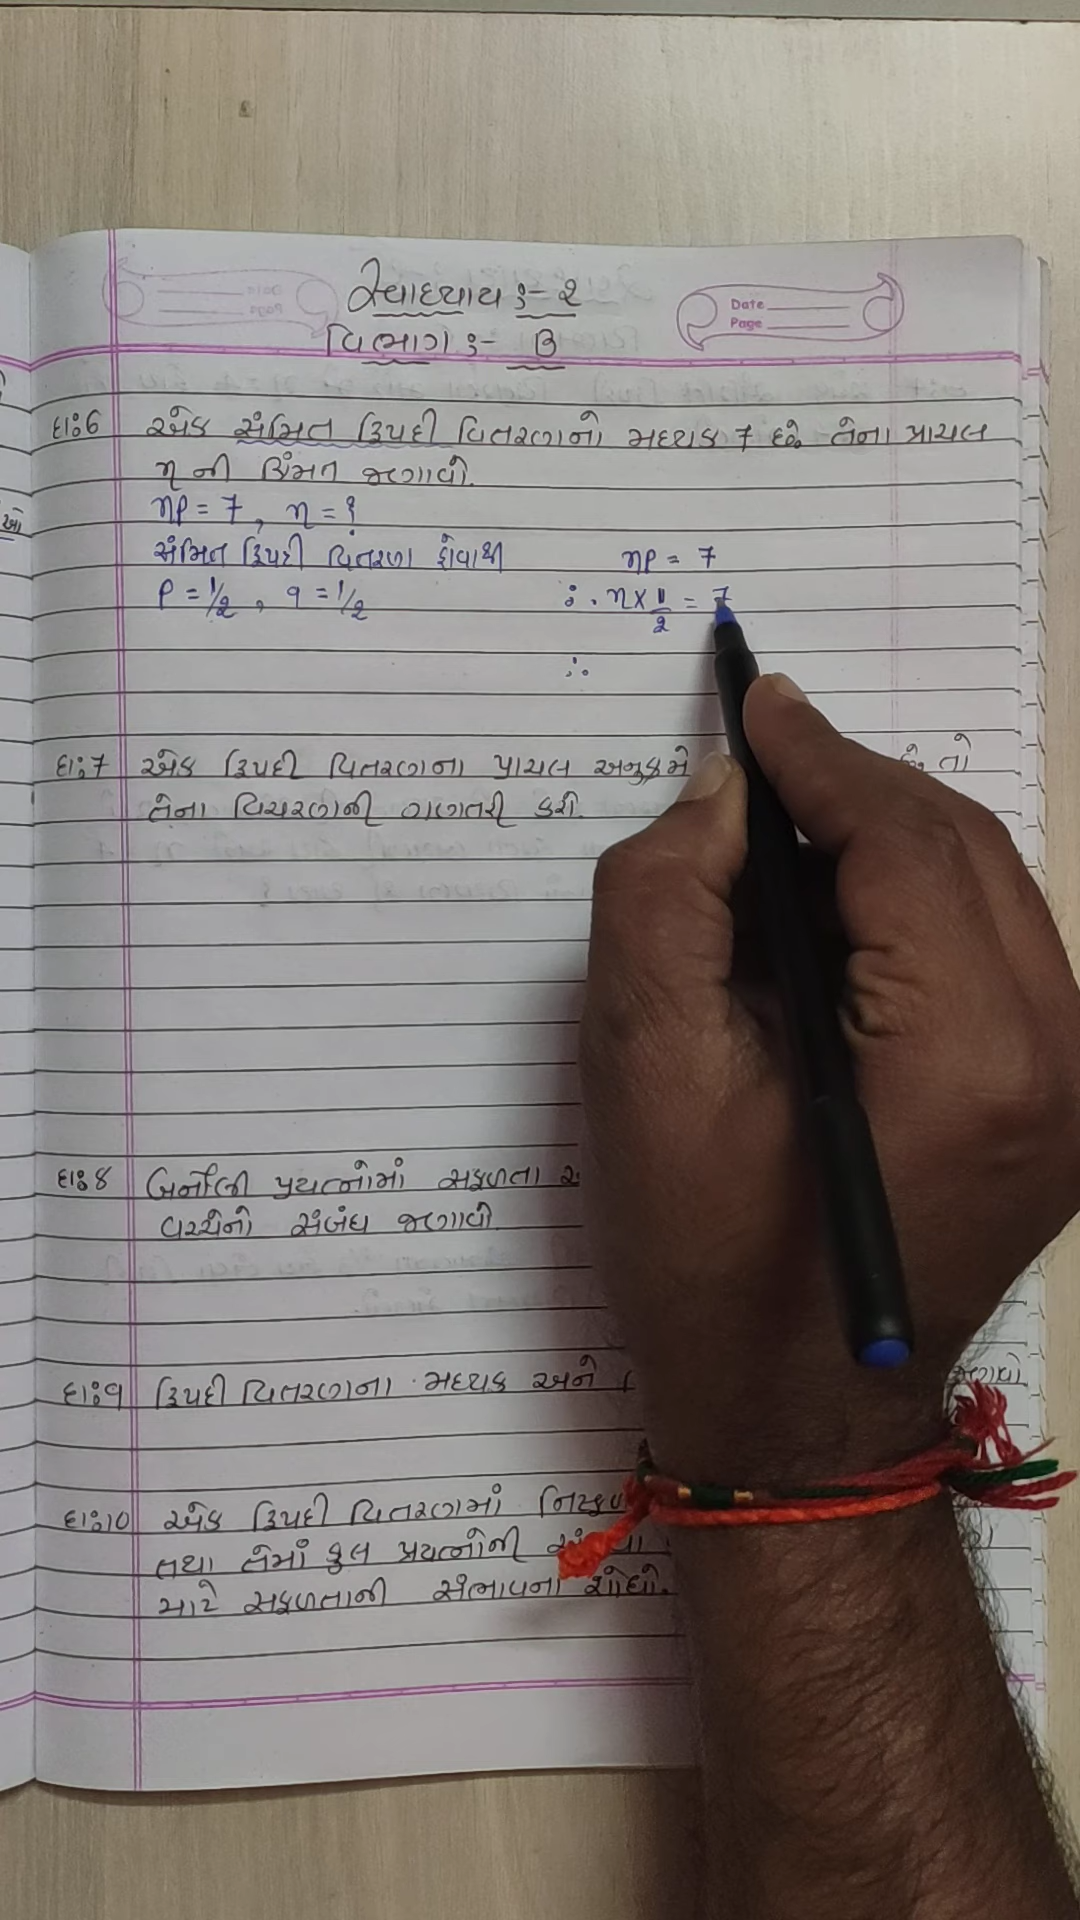 સ્વાધ્યાય :- ૨
વિભાગ :- B
Date
Page
દા:6 એક સંમિત દ્વિપદી વિતરણનો મધ્યક 7 છે. તેના પ્રાચલ
n ની કિંમત જણાવો.
np = 7, n = ?
સંમિત દ્વિપદી વિતરણ હોવાથી
p = 1/2, q = 1/2
np = 7
∴ n × 1/2 = 7
∴
દા:7 એક દ્વિપદી વિતરણના પ્રાચલ અનુક્રમે તો
તેના વિચરણની ગણતરી કરો.
દા:8 બર્નોલી પ્રયત્નોમાં સફળતા
વચ્ચેનો સંબંધ જણાવો
દા:9 દ્વિપદી વિતરણના મધ્યક અને જણાવો
દા:10 એક દ્વિપદી વિતરણમાં
તથા તેમાં કુલ પ્રયત્નોની
માટે સફળતાની સંભાવના શોધો.